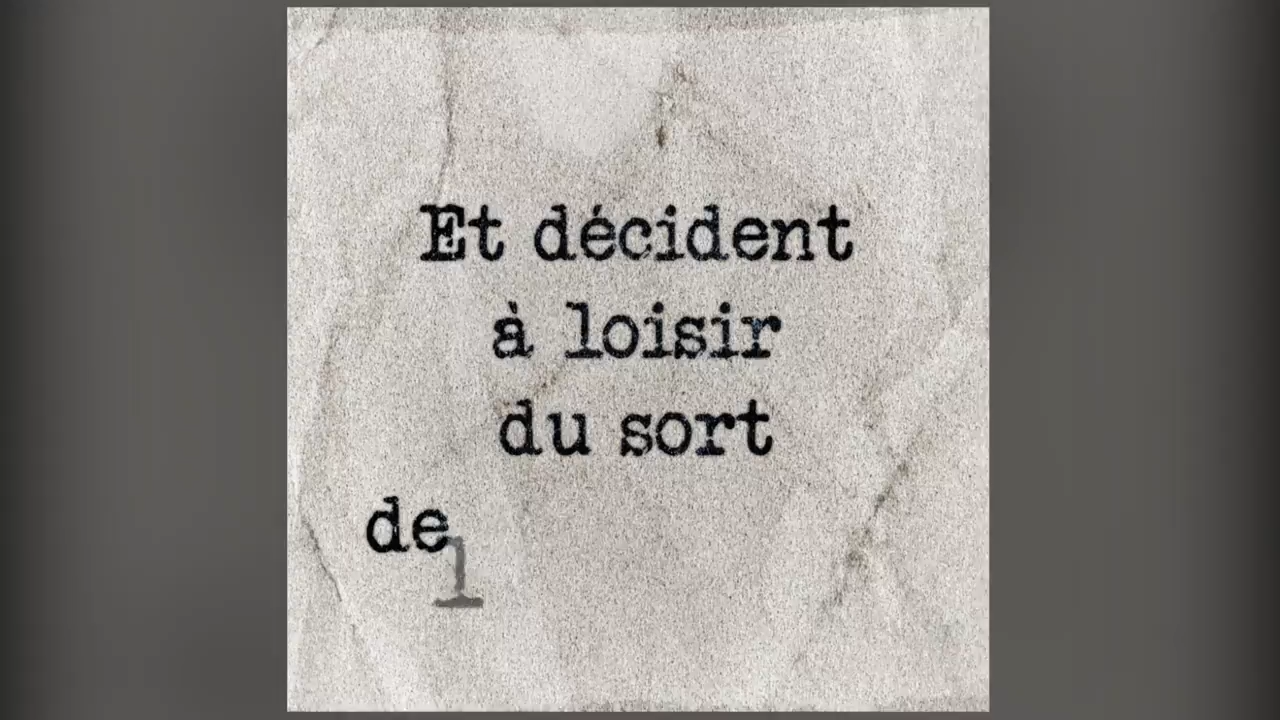 Et décident
à loisir
du sort
de